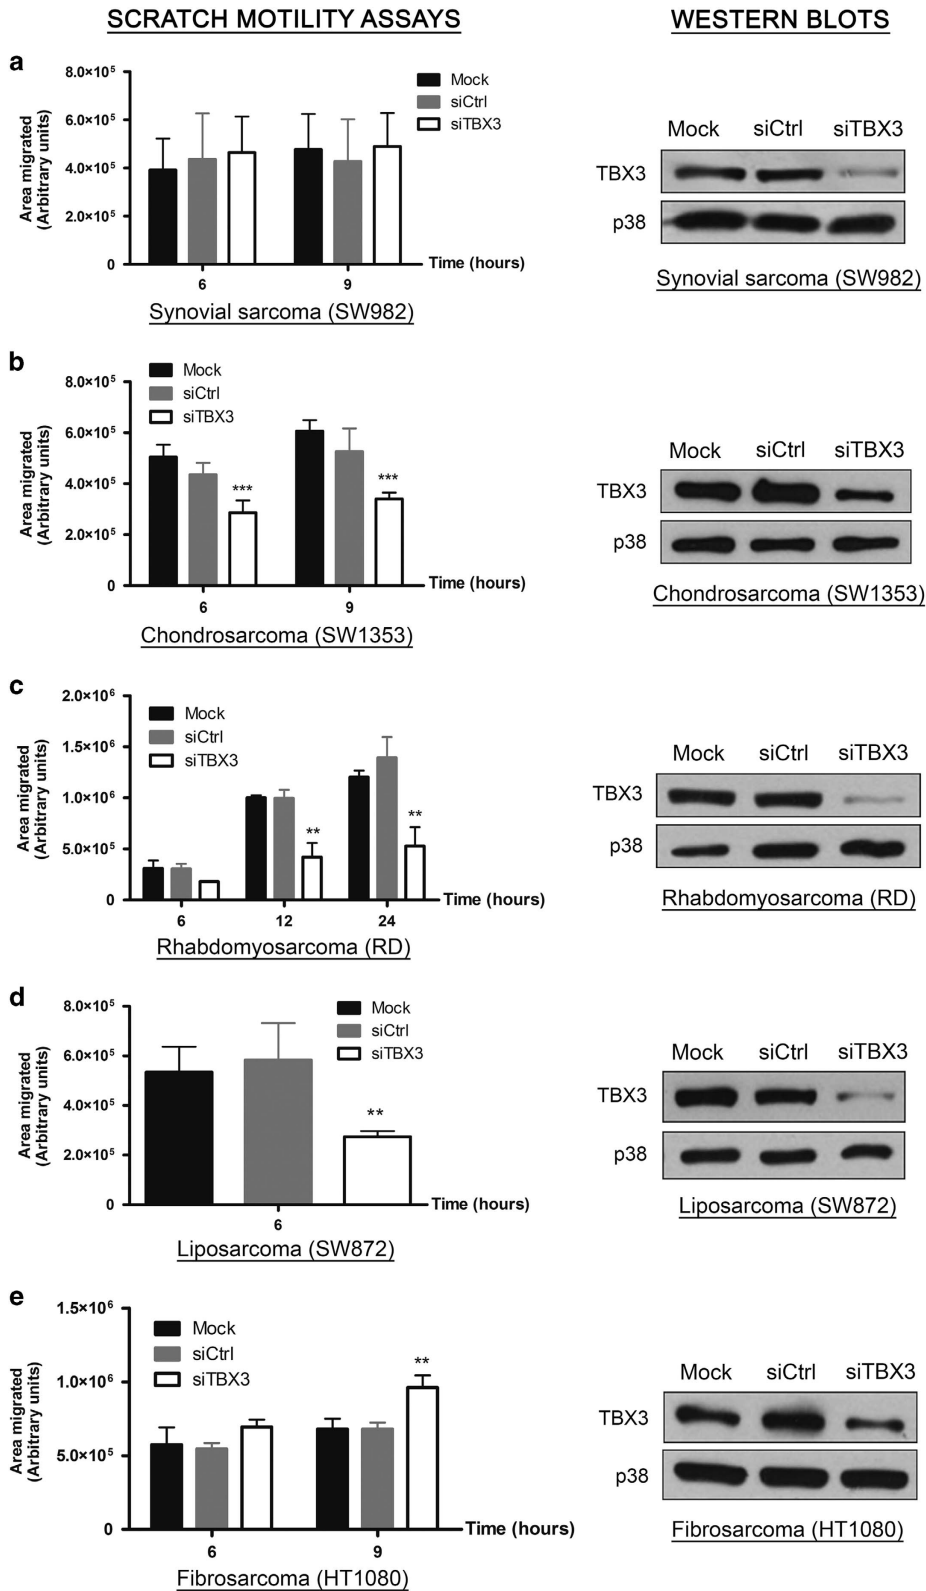 SCRATCH MOTILITY ASSAYS
WESTERN BLOTS
a
Area migrated
(Arbitrary units)
8.0×10⁵
6.0×10⁵
4.0×10⁵
2.0×10⁵
0
Mock
siCtrl
siTBX3
6
9
Time (hours)
Synovial sarcoma (SW982)
Mock siCtrl siTBX3
TBX3
p38
Synovial sarcoma (SW982)
b
Area migrated
(Arbitrary units)
8.0×10⁵
6.0×10⁵
4.0×10⁵
2.0×10⁵
0
Mock
siCtrl
siTBX3
***
***
6
9
Time (hours)
Chondrosarcoma (SW1353)
Mock siCtrl siTBX3
TBX3
p38
Chondrosarcoma (SW1353)
c
Area migrated
(Arbitrary units)
2.0×10⁶
1.5×10⁶
1.0×10⁶
5.0×10⁵
0
Mock
siCtrl
siTBX3
**
**
6
12
24
Time (hours)
Rhabdomyosarcoma (RD)
Mock siCtrl siTBX3
TBX3
p38
Rhabdomyosarcoma (RD)
d
Area migrated
(Arbitrary units)
8.0×10⁵
6.0×10⁵
4.0×10⁵
2.0×10⁵
0
Mock
siCtrl
siTBX3
**
6
Time (hours)
Liposarcoma (SW872)
Mock siCtrl siTBX3
TBX3
p38
Liposarcoma (SW872)
e
Area migrated
(Arbitrary units)
1.5×10⁶
1.0×10⁶
5.0×10⁵
0
Mock
siCtrl
siTBX3
**
6
9
Time (hours)
Fibrosarcoma (HT1080)
Mock siCtrl siTBX3
TBX3
p38
Fibrosarcoma (HT1080)